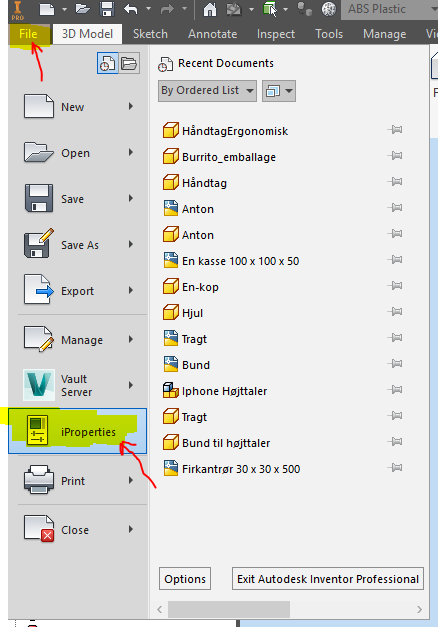 I PRO ABS Plastic
File 3D Model Sketch Annotate Inspect Tools Manage Vi
Recent Documents
By Ordered List
New
Open
Save
Save As
Export
Manage
Vault
Server
iProperties
Print
Close
HåndtagErgonomisk
Burrito_emballage
Håndtag
Anton
Anton
En kasse 100 x 100 x 50
En-kop
Hjul
Tragt
Bund
Iphone Højttaler
Tragt
Bund til højttaler
Firkantrør 30 x 30 x 500
Options Exit Autodesk Inventor Professional